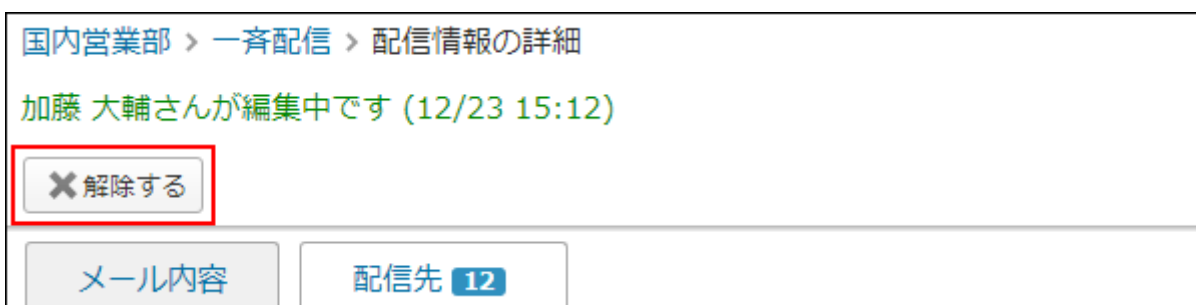 国内営業部 > 一斉配信 > 配信情報の詳細
加藤 大輔さんが編集中です (12/23 15:12)
解除する
メール内容 配信先 12